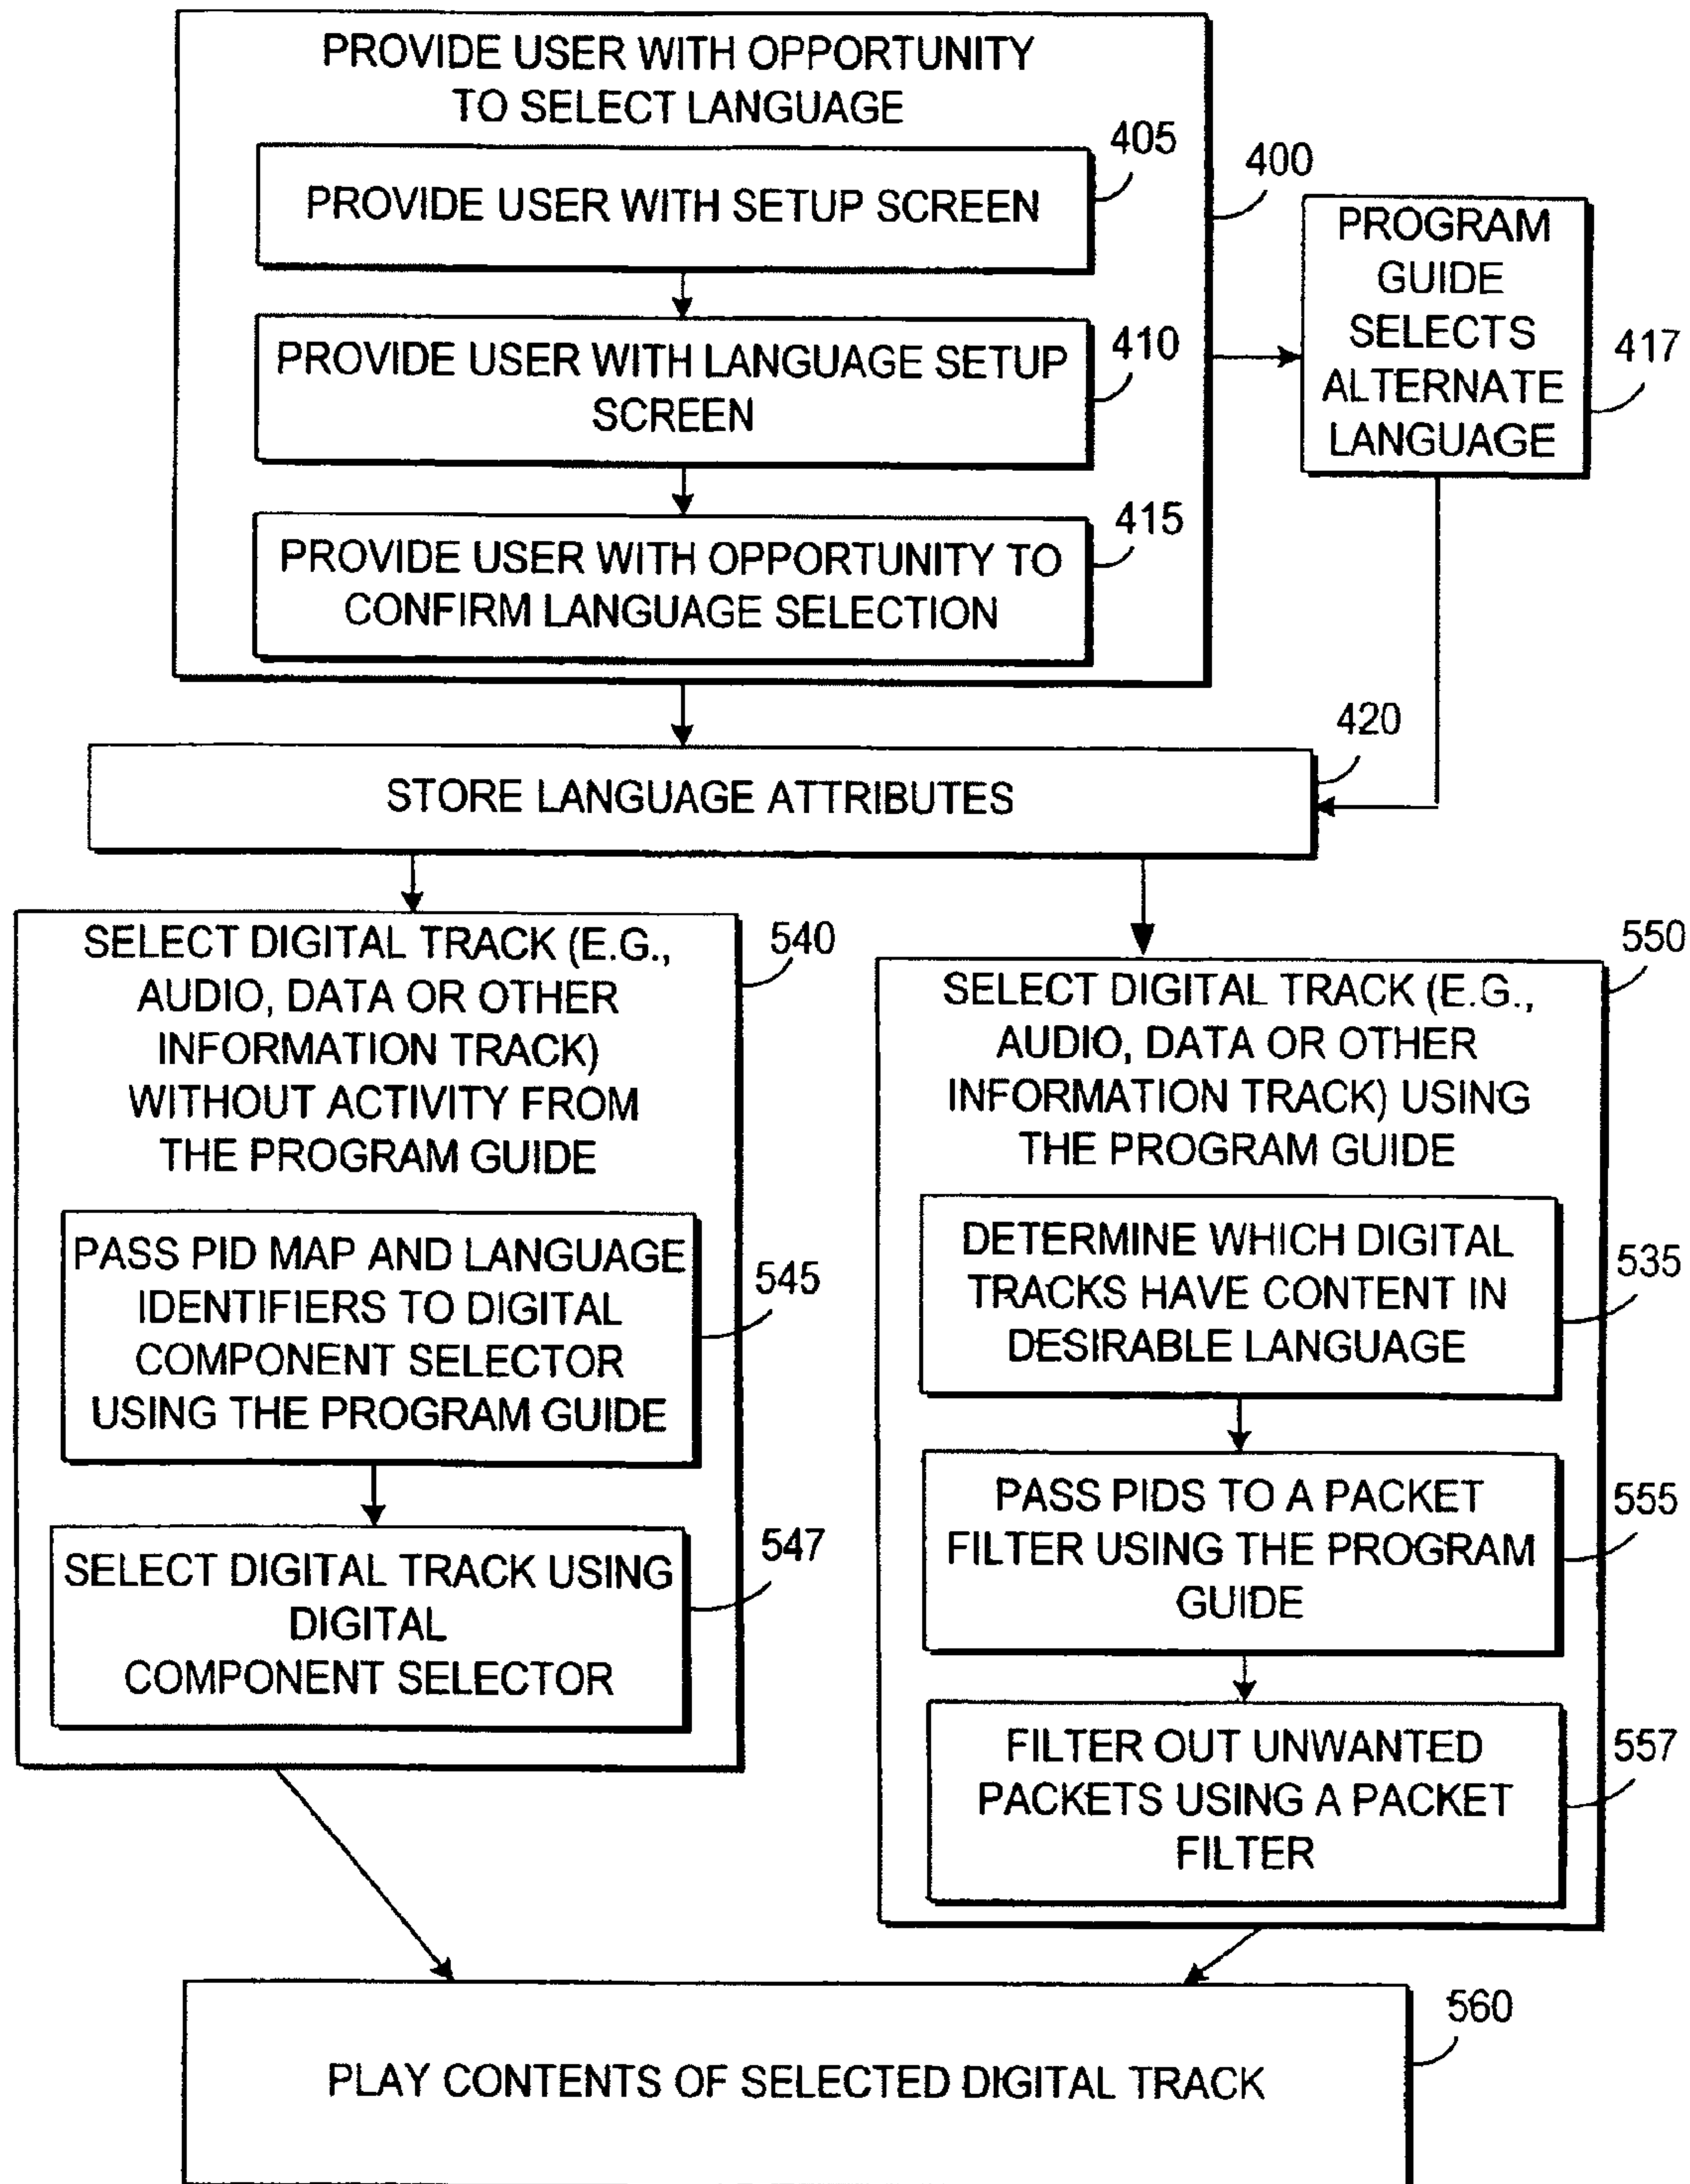 PROVIDE USER WITH OPPORTUNITY
TO SELECT LANGUAGE
405
PROVIDE USER WITH SETUP SCREEN
400
PROGRAM
GUIDE
SELECTS
ALTERNATE
LANGUAGE
417
PROVIDE USER WITH LANGUAGE SETUP
SCREEN
410
415
PROVIDE USER WITH OPPORTUNITY TO
CONFIRM LANGUAGE SELECTION
420
STORE LANGUAGE ATTRIBUTES
SELECT DIGITAL TRACK (E.G.,
AUDIO, DATA OR OTHER
INFORMATION TRACK)
WITHOUT ACTIVITY FROM
THE PROGRAM GUIDE
540
PASS PID MAP AND LANGUAGE
IDENTIFIERS TO DIGITAL
COMPONENT SELECTOR
USING THE PROGRAM GUIDE
545
SELECT DIGITAL TRACK USING
DIGITAL
COMPONENT SELECTOR
547
550
SELECT DIGITAL TRACK (E.G.,
AUDIO, DATA OR OTHER
INFORMATION TRACK) USING
THE PROGRAM GUIDE
DETERMINE WHICH DIGITAL
TRACKS HAVE CONTENT IN
DESIRABLE LANGUAGE
535
PASS PIDS TO A PACKET
FILTER USING THE PROGRAM
GUIDE
555
FILTER OUT UNWANTED
PACKETS USING A PACKET
FILTER
557
560
PLAY CONTENTS OF SELECTED DIGITAL TRACK